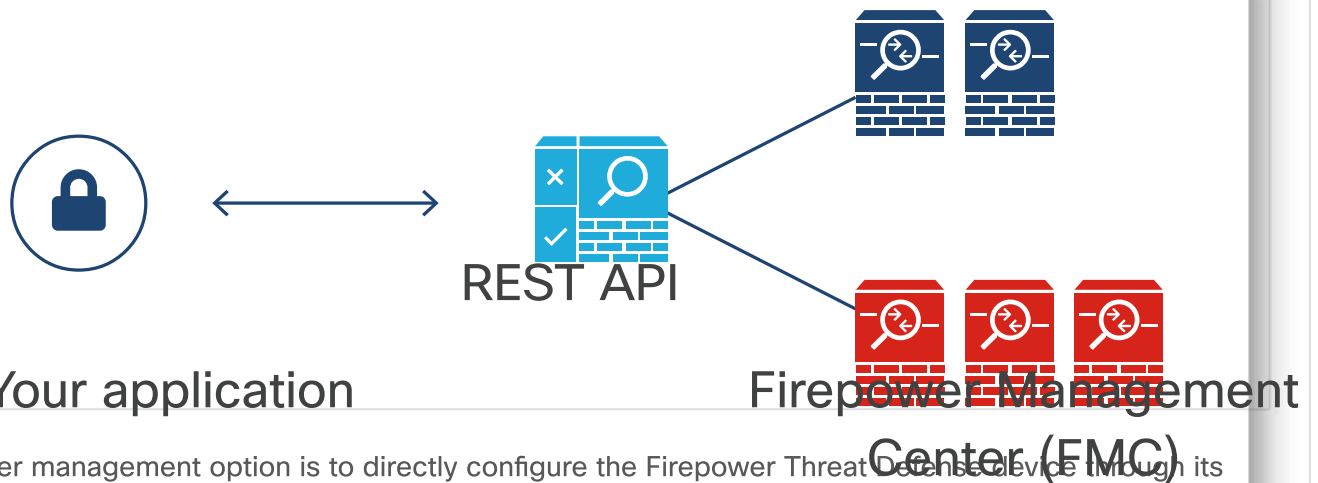 REST API
Your application
Firepower Management
Center (FMC)
er management option is to directly configure the Firepower Threat Defense device through its